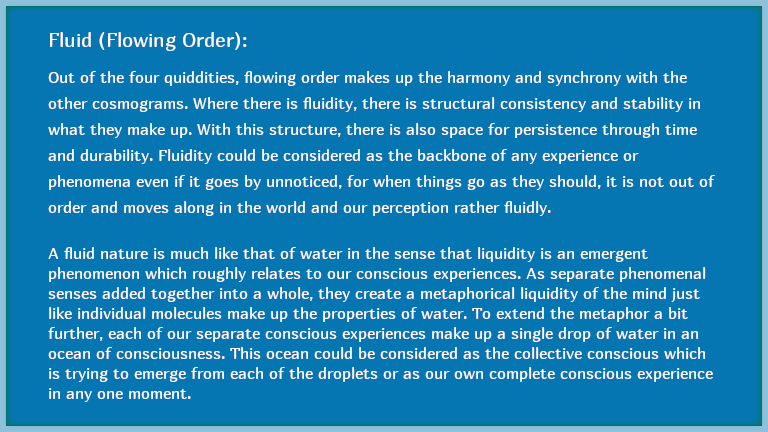 Fluid (Flowing Order):
Out of the four quiddities, flowing order makes up the harmony and synchrony with the
other cosmograms. Where there is fluidity, there is structural consistency and stability in
what they make up. With this structure, there is also space for persistence through time
and durability. Fluidity could be considered as the backbone of any experience or
phenomena even if it goes by unnoticed, for when things go as they should, it is not out of
order and moves along in the world and our perception rather fluidly.
A fluid nature is much like that of water in the sense that liquidity is an emergent
phenomenon which roughly relates to our conscious experiences. As separate phenomenal
senses added together into a whole, they create a metaphorical liquidity of the mind just
like individual molecules make up the properties of water. To extend the metaphor a bit
further, each of our separate conscious experiences make up a single drop of water in an
ocean of consciousness. This ocean could be considered as the collective conscious which
is trying to emerge from each of the droplets or as our own complete conscious experience
in any one moment.